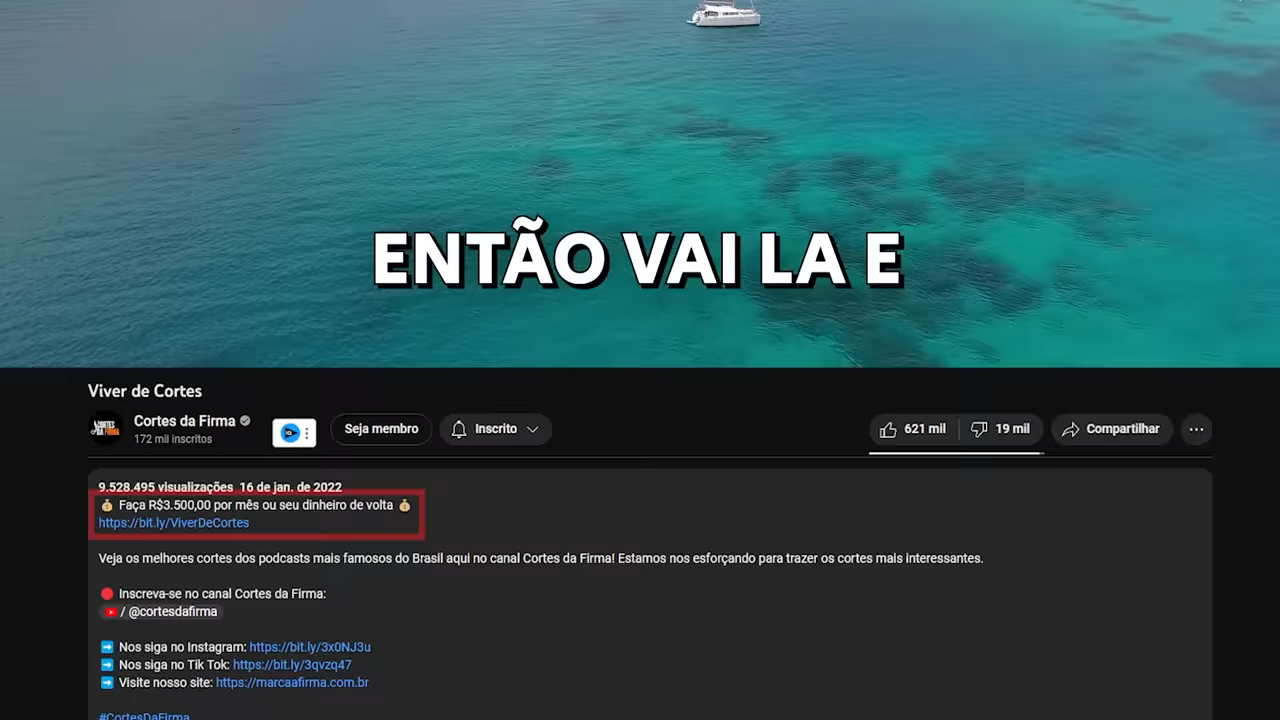 ENTÃO VAI LA E
Viver de Cortes
Cortes da Firma
172 mil inscritos
Seja membro
Inscrito
621 mil
19 mil
Compartilhar
9.528.495 visualizações 16 de jan. de 2022
Faça R$3.500,00 por mês ou seu dinheiro de volta
https://bit.ly/ViverDeCortes
Veja os melhores cortes dos podcasts mais famosos do Brasil aqui no canal Cortes da Firma! Estamos nos esforçando para trazer os cortes mais interessantes.
Inscreva-se no canal Cortes da Firma:
/ @cortesdafirma
Nos siga no Instagram: https://bit.ly/3x0NJ3u
Nos siga no Tik Tok: https://bit.ly/3qvzq47
Visite nosso site: https://marcaafirma.com.br
#CortesDaFirma